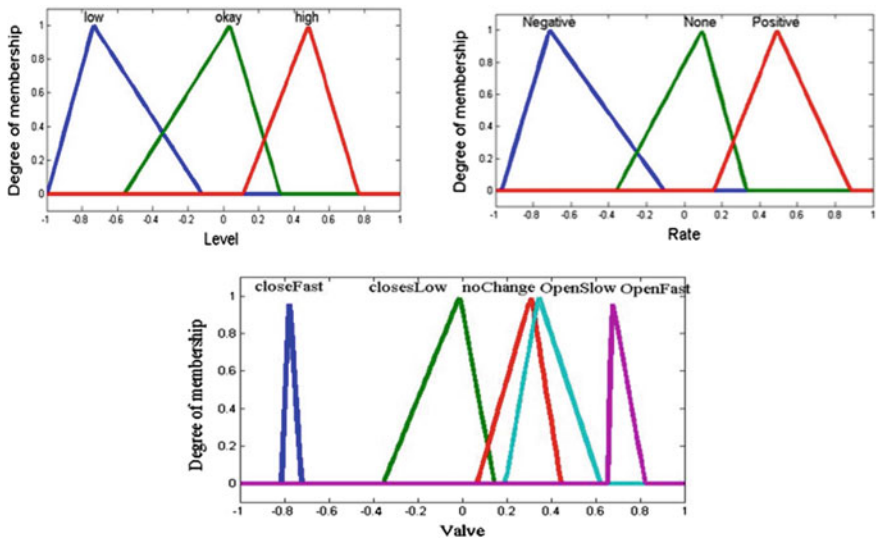 low okay high
Degree of membership
1
0.8
0.6
0.4
0.2
0
-1 -0.8 -0.6 -0.4 -0.2 0 0.2 0.4 0.6 0.8 1
Level
Negative None Positive
Degree of membership
1
0.8
0.6
0.4
0.2
0
-1 -0.8 -0.6 -0.4 -0.2 0 0.2 0.4 0.6 0.8 1
Rate
closeFast closesLow noChange OpenSlow OpenFast
Degree of membership
1
0.8
0.6
0.4
0.2
0
-1 -0.8 -0.6 -0.4 -0.2 0 0.2 0.4 0.6 0.8 1
Valve